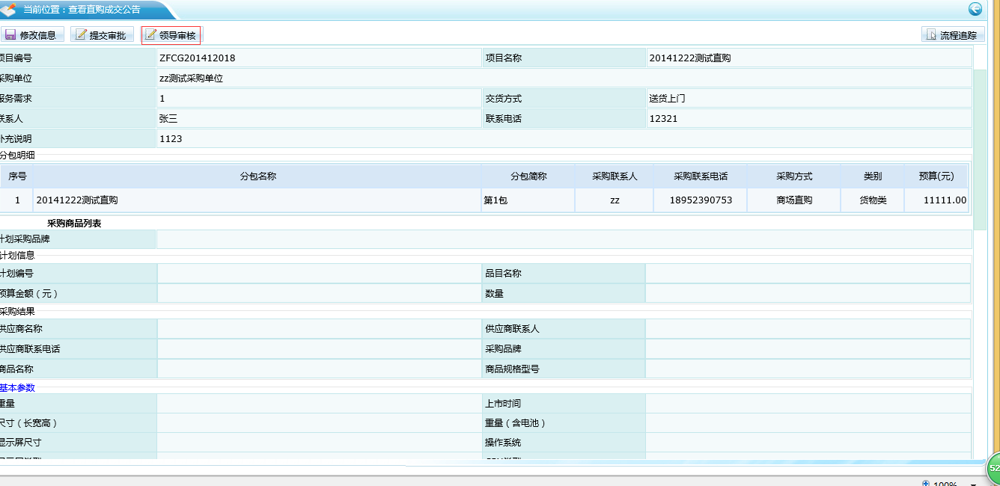 当前位置：查看直购成交公告
修改信息 提交审批 领导审核 流程追踪
项目编号 ZFCG201412018 项目名称 20141222测试直购
采购单位 zz测试采购单位
服务需求 1 交货方式 送货上门
联系人 张三 联系电话 12321
补充说明 1123
分包明细
序号 分包名称 分包简称 采购联系人 采购联系电话 采购方式 类别 预算(元)
1 20141222测试直购 第1包 zz 18952390753 商场直购 货物类 11111.00
采购商品列表
计划采购品牌
计划信息
计划编号 品目名称
预算金额（元） 数量
采购结果
供应商名称 供应商联系人
供应商联系电话 采购品牌
商品名称 商品规格型号
基本参数
重量 上市时间
尺寸（长宽高） 重量（含电池）
显示屏尺寸 操作系统
52
100%